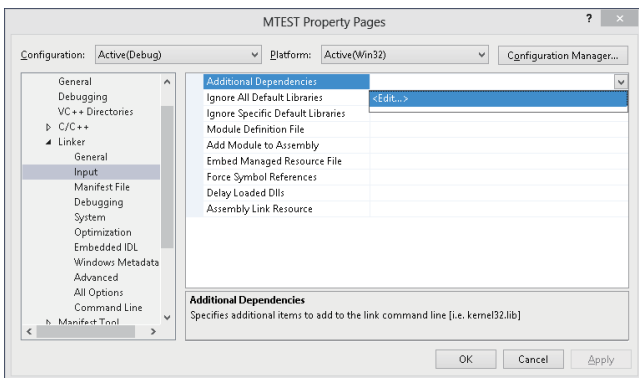 MTEST Property Pages
?
Configuration: Active(Debug) Platform: Active(Win32) Configuration Manager...
General
Debugging
VC++ Directories
C/C++
Linker
General
Input
Manifest File
Debugging
System
Optimization
Embedded IDL
Windows Metadata
Advanced
All Options
Command Line
Manifest Tool
Additional Dependencies
Ignore All Default Libraries
<Edit...>
Ignore Specific Default Libraries
Module Definition File
Add Module to Assembly
Embed Managed Resource File
Force Symbol References
Delay Loaded Dlls
Assembly Link Resource
Additional Dependencies
Specifies additional items to add to the link command line [i.e. kernel32.lib]
OK Cancel Apply